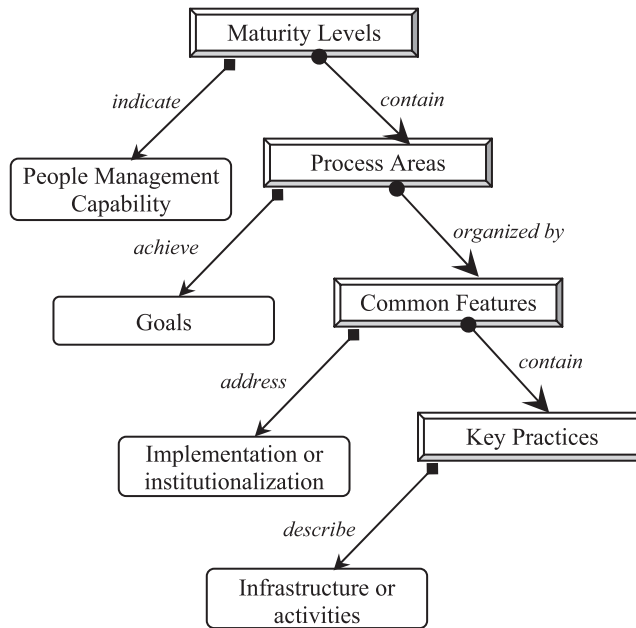 Maturity Levels
indicate
contain
People Management
Capability
Process Areas
achieve
organized by
Goals
Common Features
address
contain
Implementation or
institutionalization
Key Practices
describe
Infrastructure or
activities